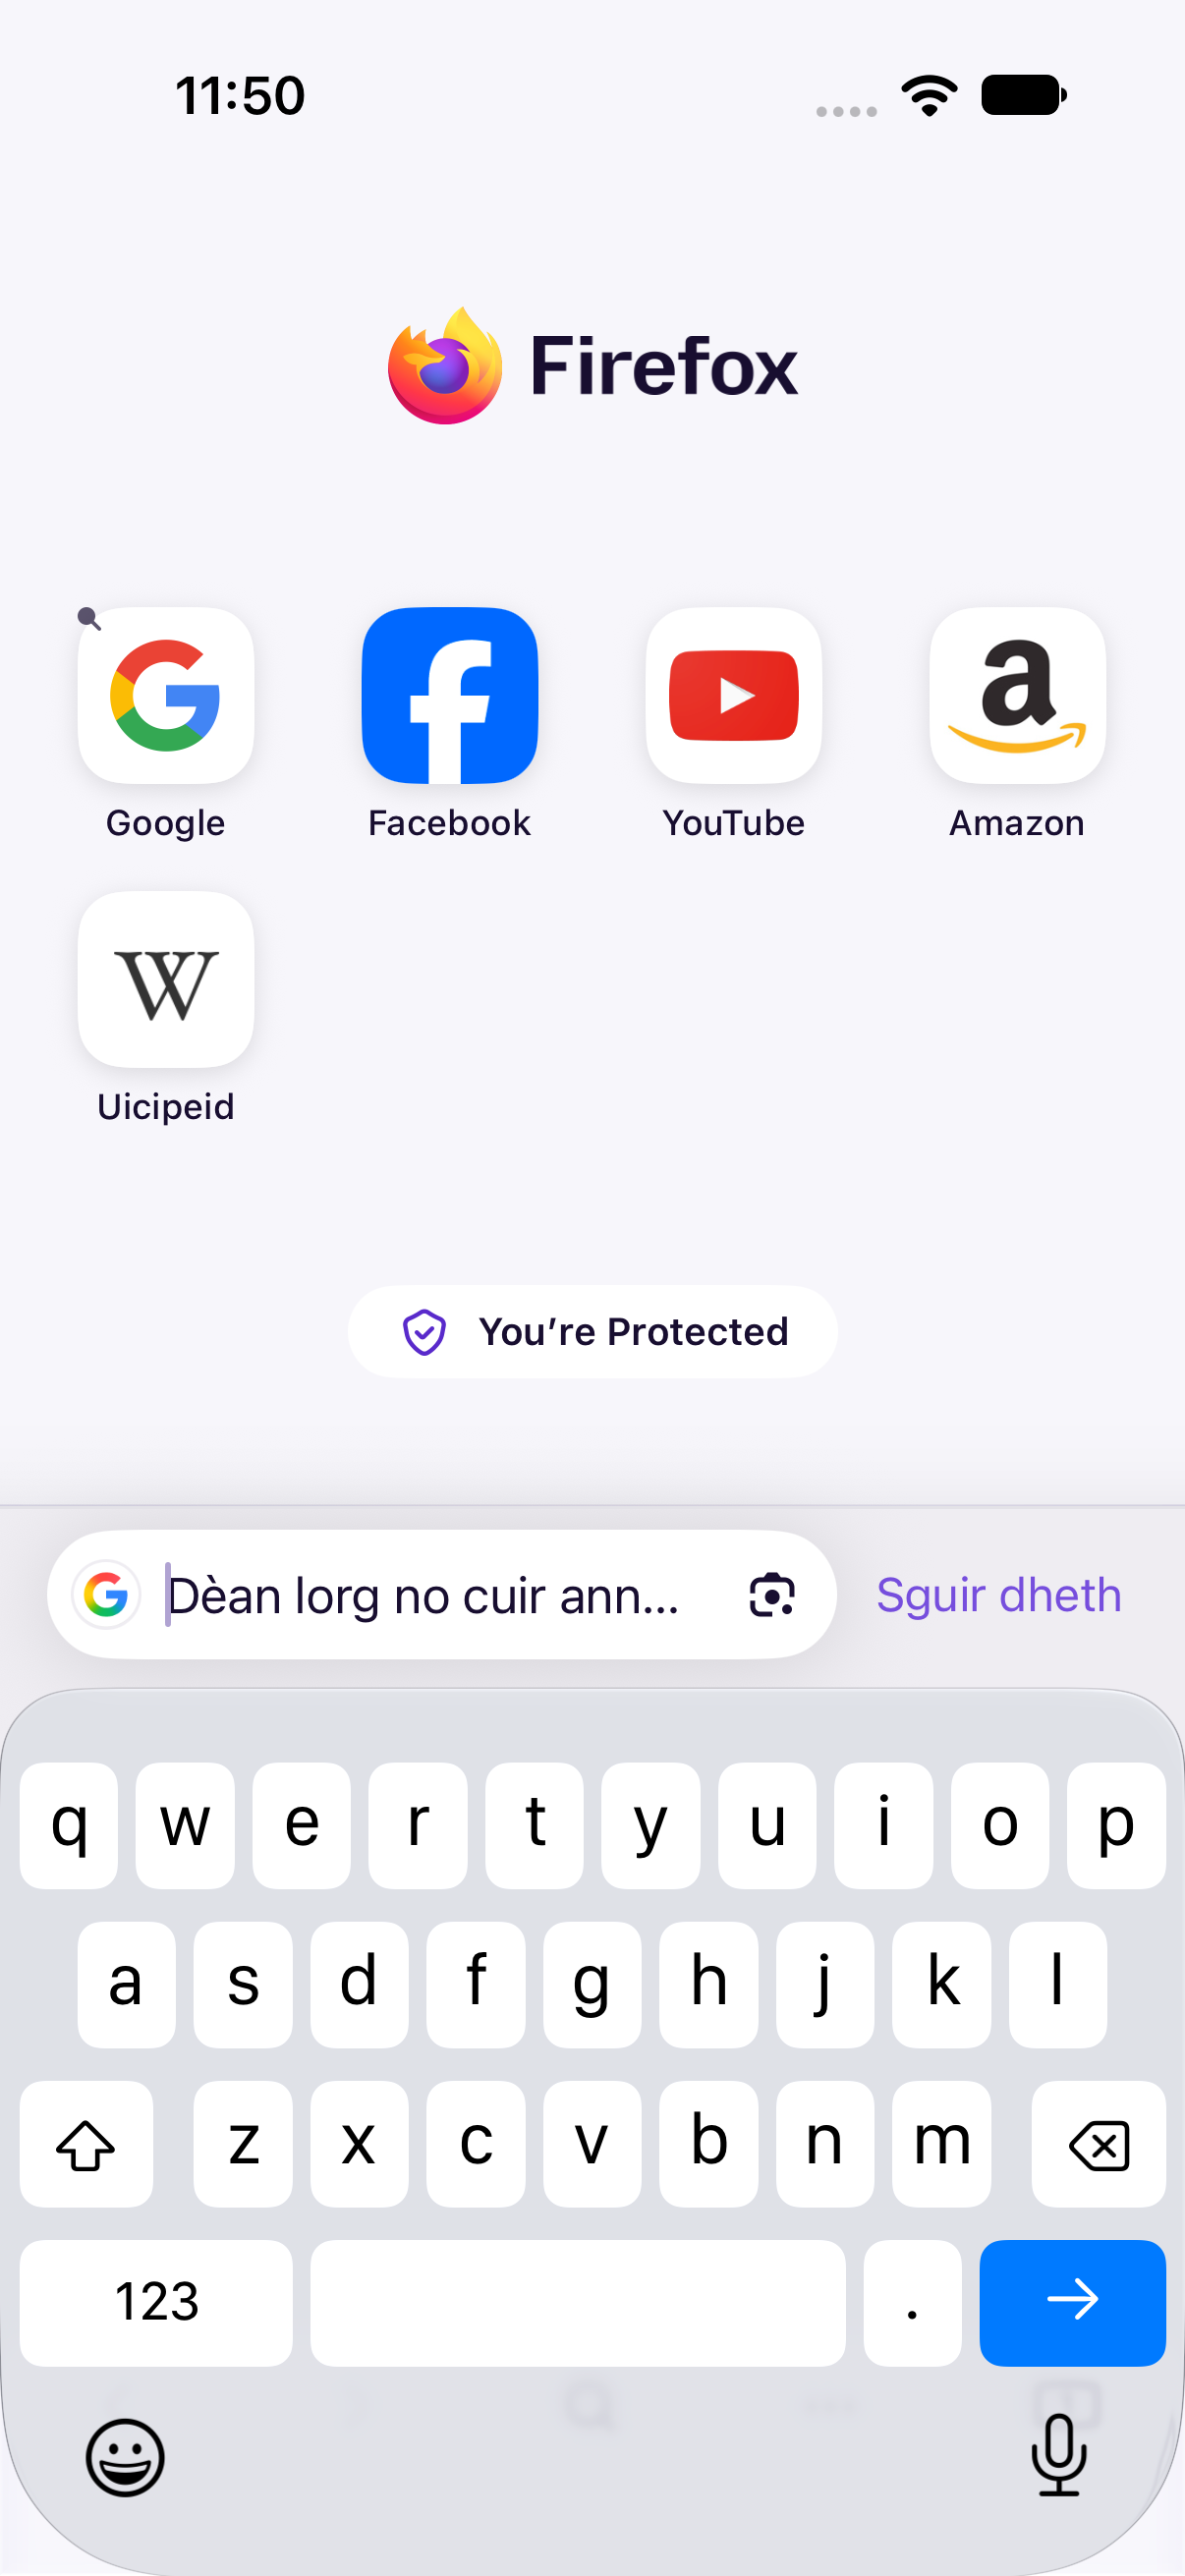 11:50
Firefox
Google
Facebook
YouTube
Amazon
Uicipeid
You’re Protected
Dèan lorg no cuir ann...
Sguir dheth
q w e r t y u i o p
a s d f g h j k l
z x c v b n m
123 .